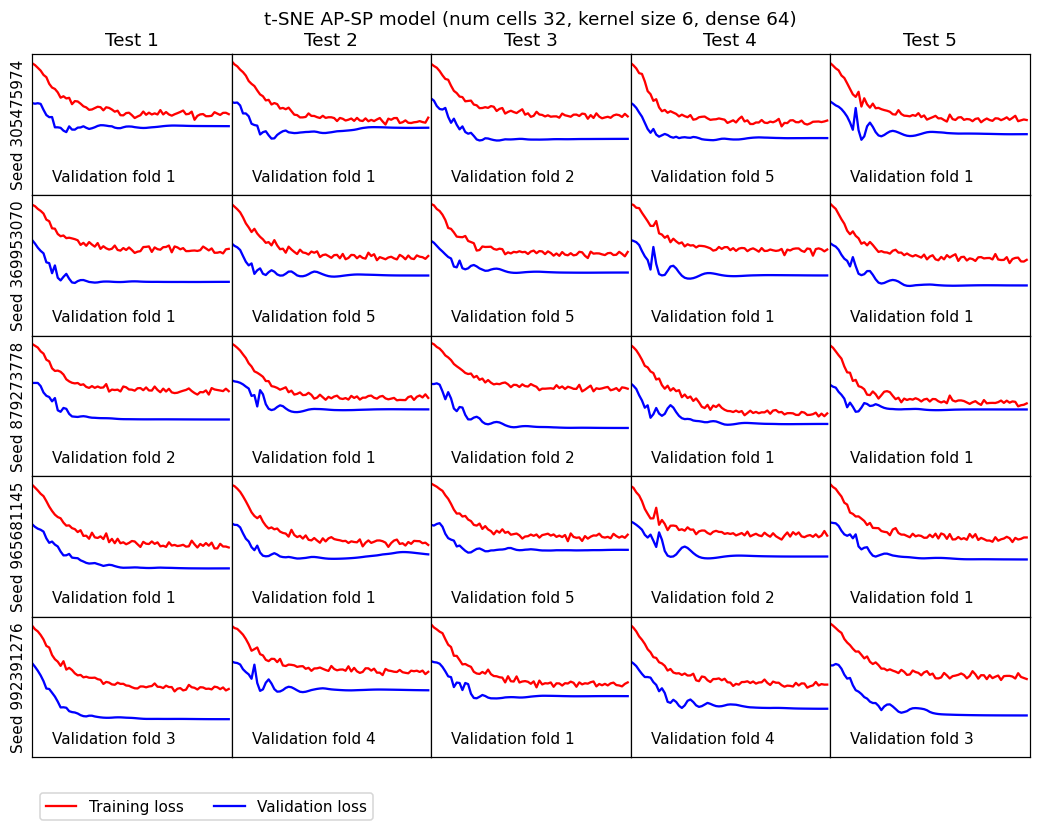 t-SNE AP-SP model (num cells 32, kernel size 6, dense 64)
Test 1 Test 2 Test 3 Test 4 Test 5
Seed 305475974
Validation fold 1 Validation fold 1 Validation fold 2 Validation fold 5 Validation fold 1
Seed 369953070
Validation fold 1 Validation fold 5 Validation fold 5 Validation fold 1 Validation fold 1
Seed 879273778
Validation fold 2 Validation fold 1 Validation fold 2 Validation fold 1 Validation fold 1
Seed 965681145
Validation fold 1 Validation fold 1 Validation fold 5 Validation fold 2 Validation fold 1
Seed 992391276
Validation fold 3 Validation fold 4 Validation fold 1 Validation fold 4 Validation fold 3
Training loss Validation loss